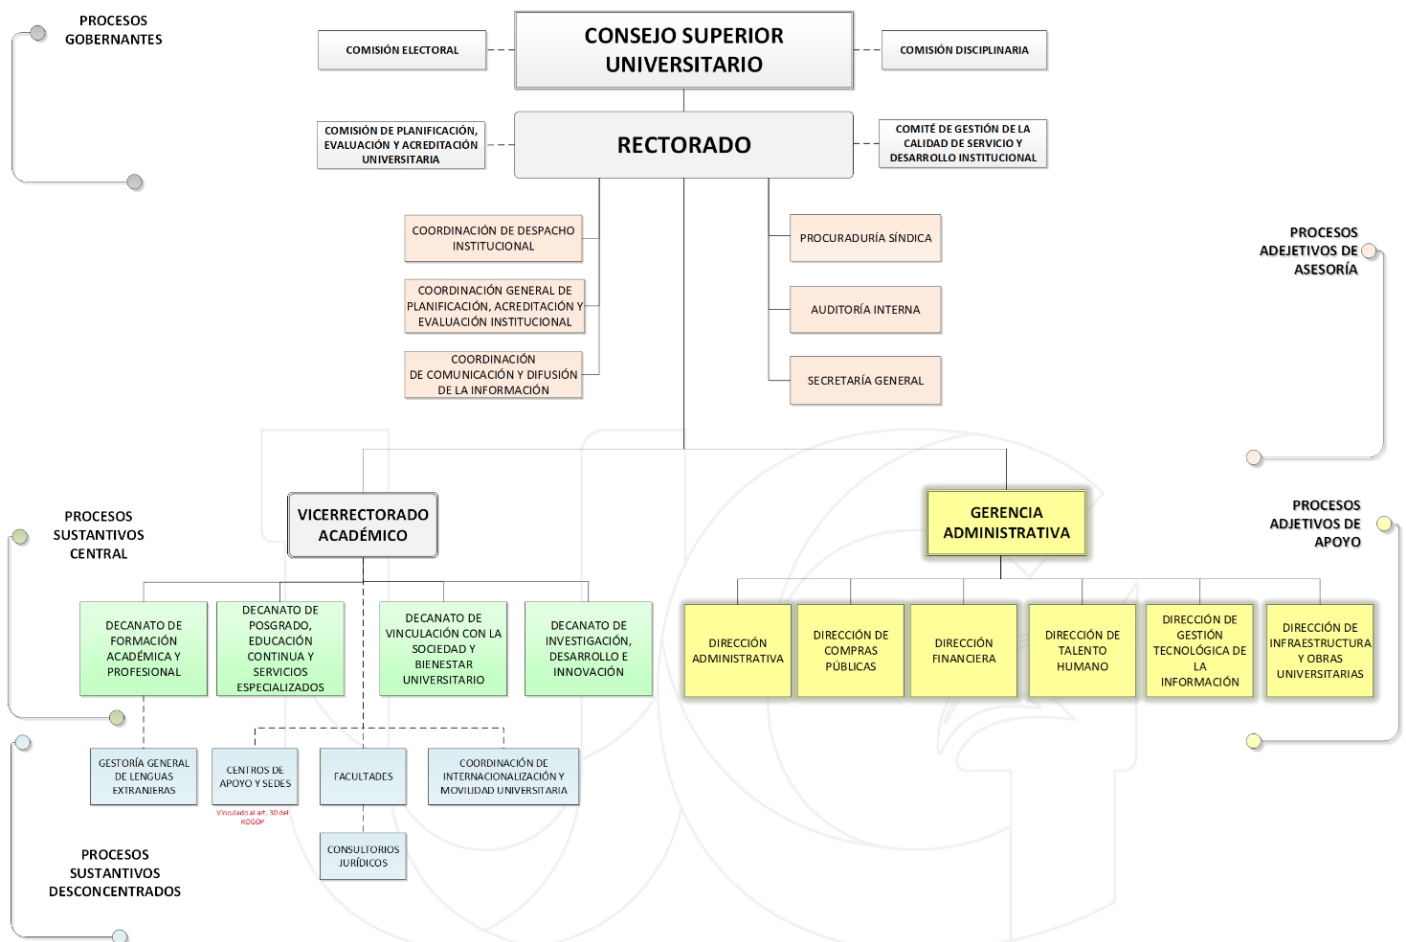 PROCESOS
GOBERNANTES
CONSEJO SUPERIOR
UNIVERSITARIO
COMISIÓN ELECTORAL
COMISIÓN DISCIPLINARIA
RECTORADO
COMISIÓN DE PLANIFICACIÓN,
EVALUACIÓN Y ACREDITACIÓN
UNIVERSITARIA
COMITÉ DE GESTIÓN DE LA
CALIDAD DE SERVICIO Y
DESARROLLO INSTITUCIONAL
COORDINACIÓN DE DESPACHO
INSTITUCIONAL
PROCURADURÍA SÍNDICA
PROCESOS
ADEJETIVOS DE
ASESORÍA
COORDINACIÓN GENERAL DE
PLANIFICACIÓN, ACREDITACIÓN Y
EVALUACIÓN INSTITUCIONAL
AUDITORÍA INTERNA
COORDINACIÓN
DE COMUNICACIÓN Y DIFUSIÓN
DE LA INFORMACIÓN
SECRETARÍA GENERAL
PROCESOS
SUSTANTIVOS
CENTRAL
VICERRECTORADO
ACADÉMICO
GERENCIA
ADMINISTRATIVA
PROCESOS
ADJETIVOS DE
APOYO
DECANATO DE
FORMACIÓN
ACADÉMICA Y
PROFESIONAL
DECANATO DE
POSGRADO,
EDUCACIÓN
CONTINUA Y
SERVICIOS
ESPECIALIZADOS
DECANATO DE
VINCULACIÓN CON LA
SOCIEDAD Y
BIENESTAR
UNIVERSITARIO
DECANATO DE
INVESTIGACIÓN,
DESARROLLO E
INNOVACIÓN
DIRECCIÓN
ADMINISTRATIVA
DIRECCIÓN DE
COMPRAS
PÚBLICAS
DIRECCIÓN
FINANCIERA
DIRECCIÓN DE
TALENTO
HUMANO
DIRECCIÓN DE
GESTIÓN
TECNOLÓGICA DE
LA
INFORMACIÓN
DIRECCIÓN DE
INFRAESTRUCTURA
Y OBRAS
UNIVERSITARIAS
GESTORÍA GENERAL
DE LENGUAS
EXTRANJERAS
CENTROS DE
APOYO Y SEDES
Vinculado al art. 30 del
ROGOP
FACULTADES
COORDINACIÓN DE
INTERNACIONALIZACIÓN Y
MOVILIDAD UNIVERSITARIA
CONSULTORIOS
JURÍDICOS
PROCESOS
SUSTANTIVOS
DESCONCENTRADOS